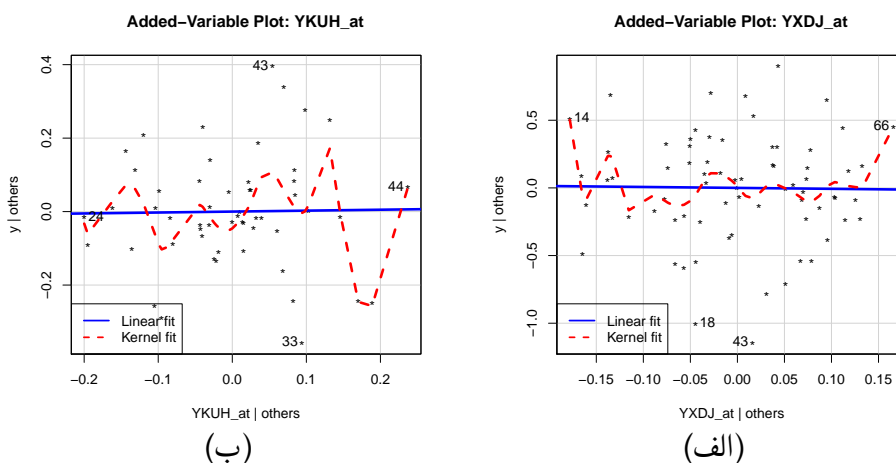 Added−Variable Plot: YKUH_at
43
44
24
33
Linear fit
Kernel fit
0.4
0.2
0.0
−0.2
y | others
−0.2 −0.1 0.0 0.1 0.2
YKUH_at | others
(ب)
Added−Variable Plot: YXDJ_at
14
66
18
43
Linear fit
Kernel fit
0.5
0.0
−0.5
−1.0
y | others
−0.15 −0.05 0.00 0.05 0.10 0.15
YXDJ_at | others
(الف)